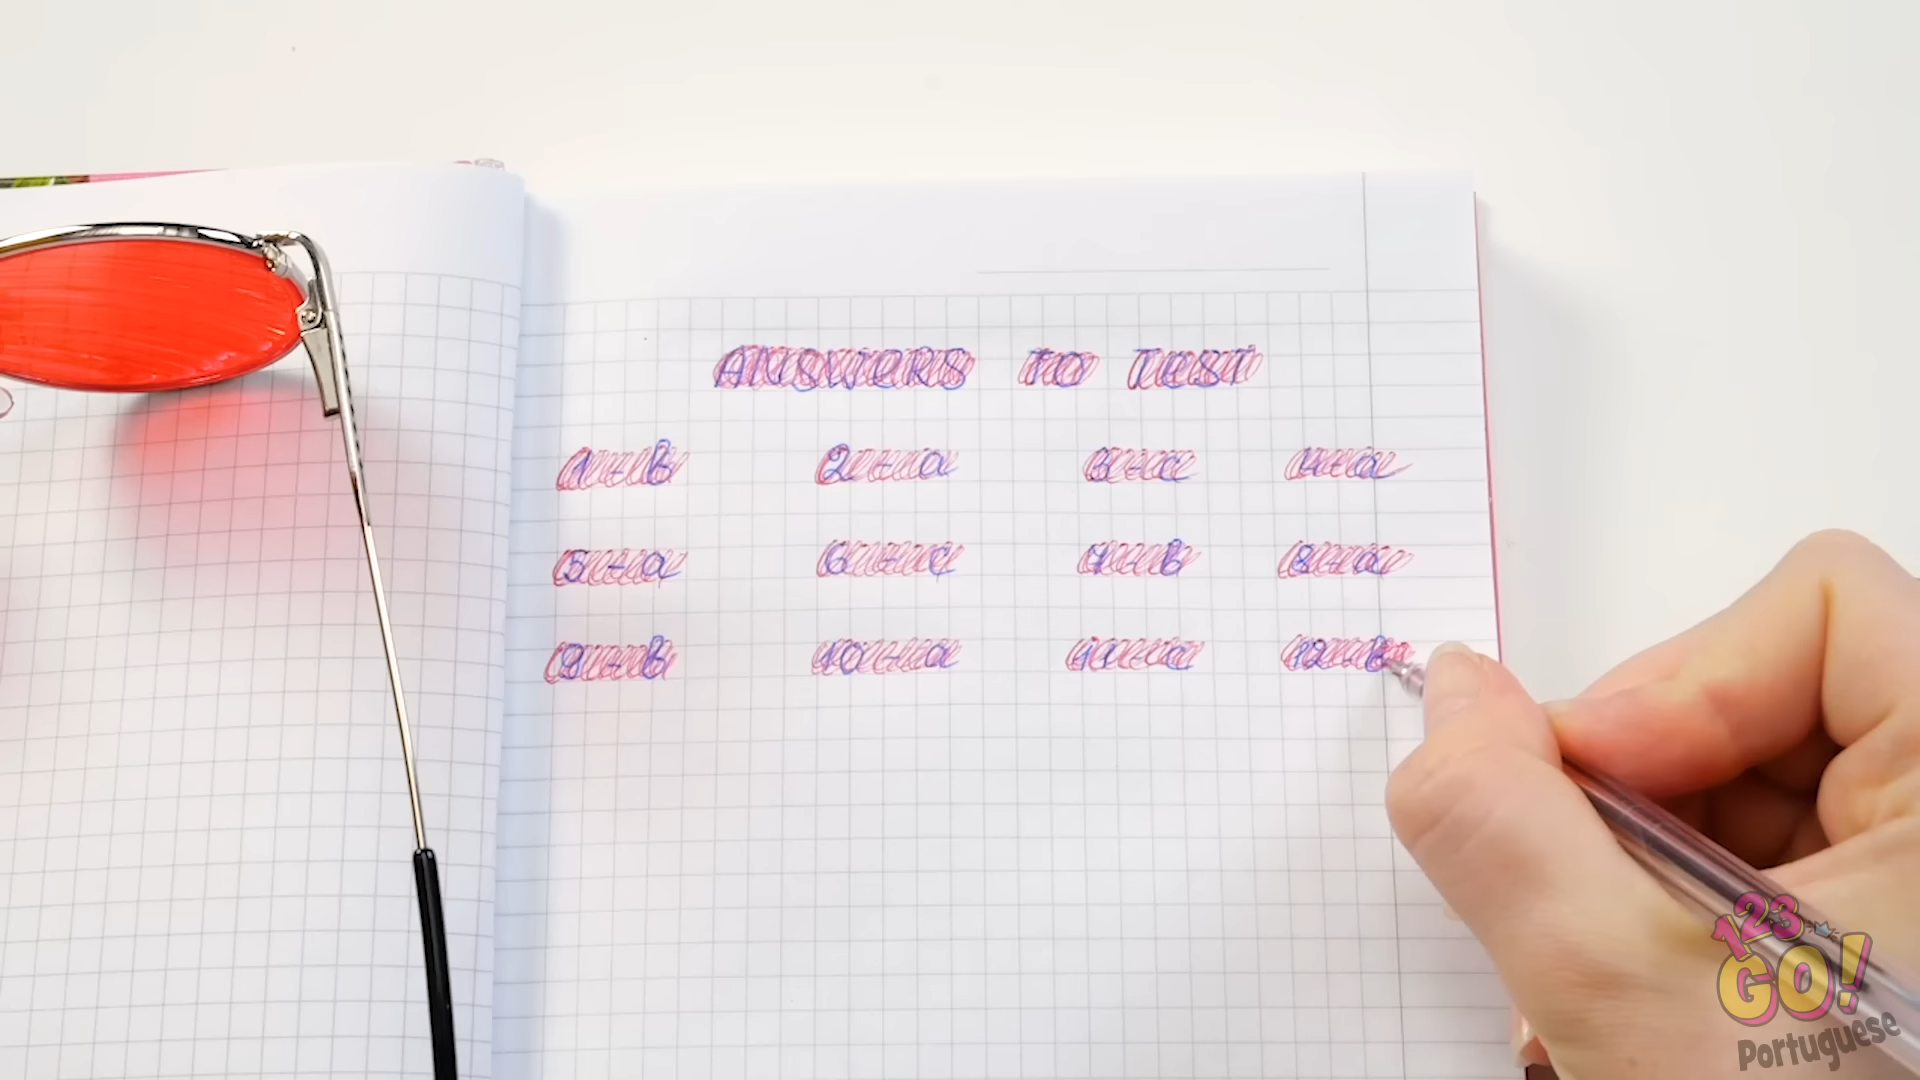 ANSWERS TO TEST
1 - B 2 - a 3 - c 4 - a
5 - a 6 - c 7 - B 8 - a
9 - B 10 - a 11 - c 12 - B
123 GO!
Portuguese